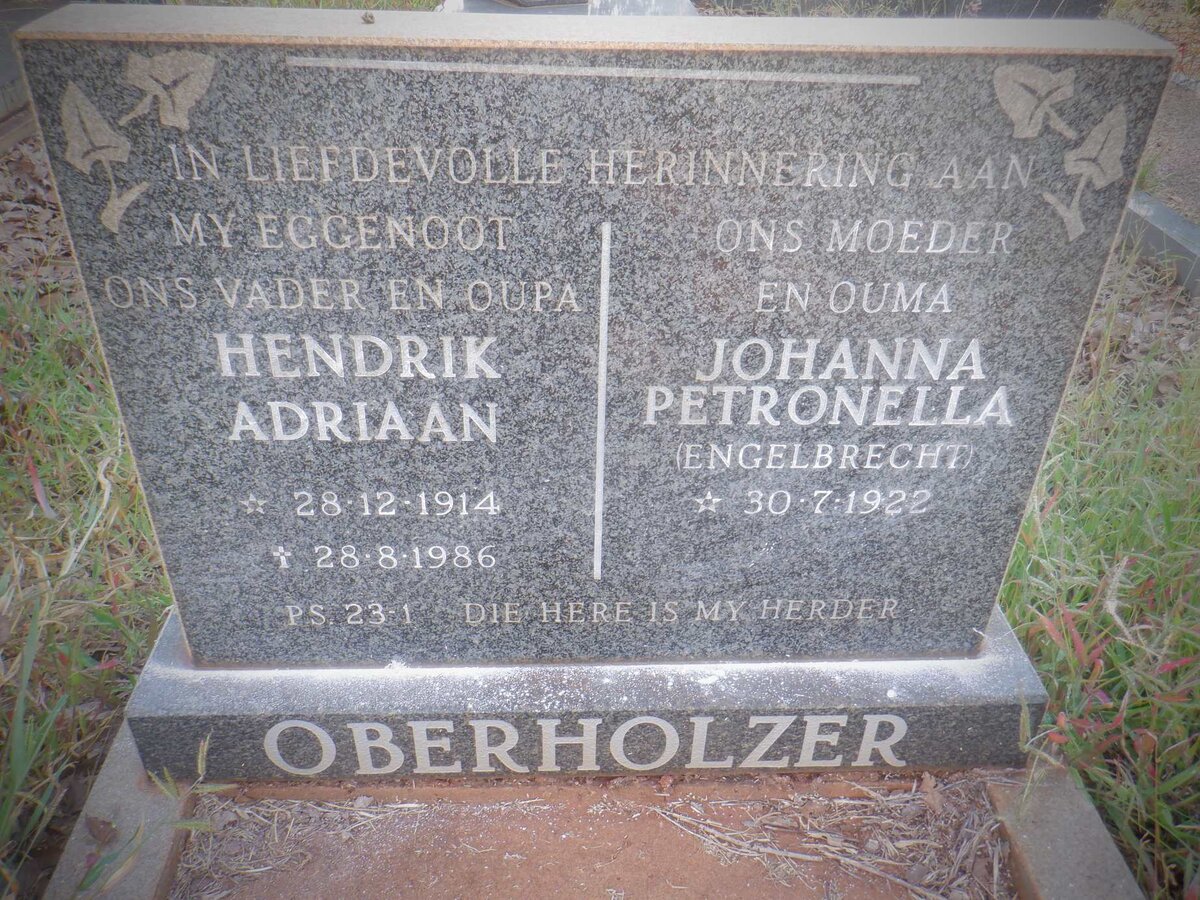 IN LIEFDEVOLLE HERINNERING AAN
MY EGGENOOT
ONS VADER EN OUPA
HENDRIK
ADRIAAN
☆ 28·12·1914
✝ 28·8·1986
ONS MOEDER
EN OUMA
JOHANNA
PETRONELLA
(ENGELBRECHT)
☆ 30·7·1922
PS. 23·1 DIE HERE IS MY HERDER
OBERHOLZER